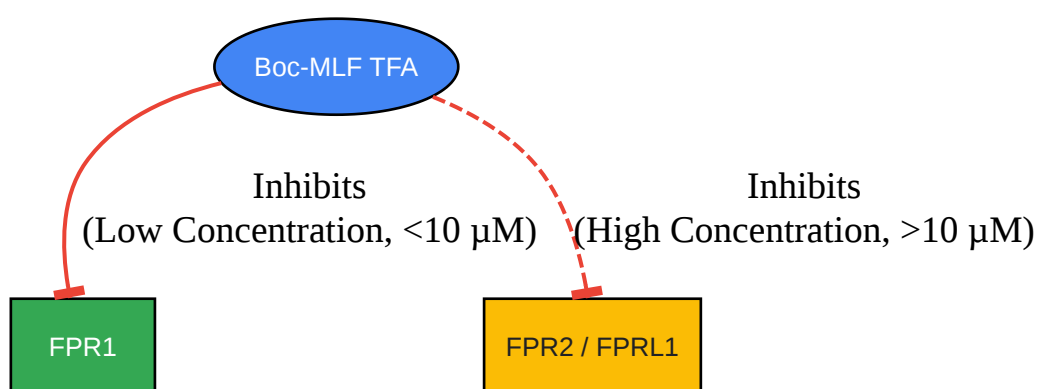 Boc-MLF TFA
Inhibits
(Low Concentration, <10 µM)
Inhibits
(High Concentration, >10 µM)
FPR1
FPR2 / FPRL1